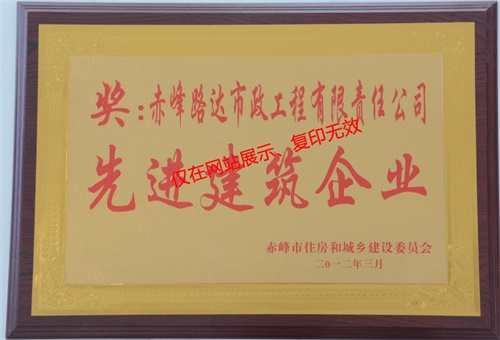 奖:赤峰路达市政工程有限责任公司
先进建筑企业
仅在网站展示、复印无效
赤峰市住房和城乡建设委员会
二0一二年三月